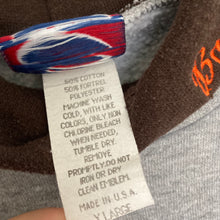 50% COTTON
50% FORTREL
POLYESTER
MACHINE WASH
COLD, WITH LIKE
COLORS, ONLY NON
CHLORINE BLEACH
WHEN NEEDED,
TUMBLE DRY.
REMOVE
PROMPTLY DO NOT
IRON OR DRY
CLEAN EMBLEM.
MADE IN U.S.A.
X LARGE